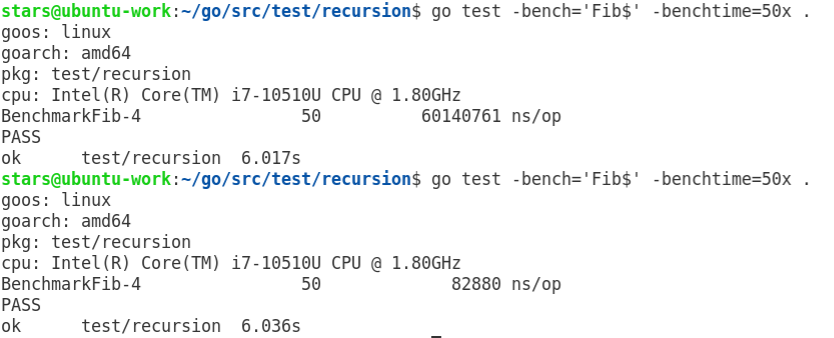 stars@ubuntu-work:~/go/src/test/recursion$ go test -bench='Fib$' -benchtime=50x .
goos: linux
goarch: amd64
pkg: test/recursion
cpu: Intel(R) Core(TM) i7-10510U CPU @ 1.80GHz
BenchmarkFib-4                50          60140761 ns/op
PASS
ok      test/recursion  6.017s
stars@ubuntu-work:~/go/src/test/recursion$ go test -bench='Fib$' -benchtime=50x .
goos: linux
goarch: amd64
pkg: test/recursion
cpu: Intel(R) Core(TM) i7-10510U CPU @ 1.80GHz
BenchmarkFib-4                50             82880 ns/op
PASS
ok      test/recursion  6.036s